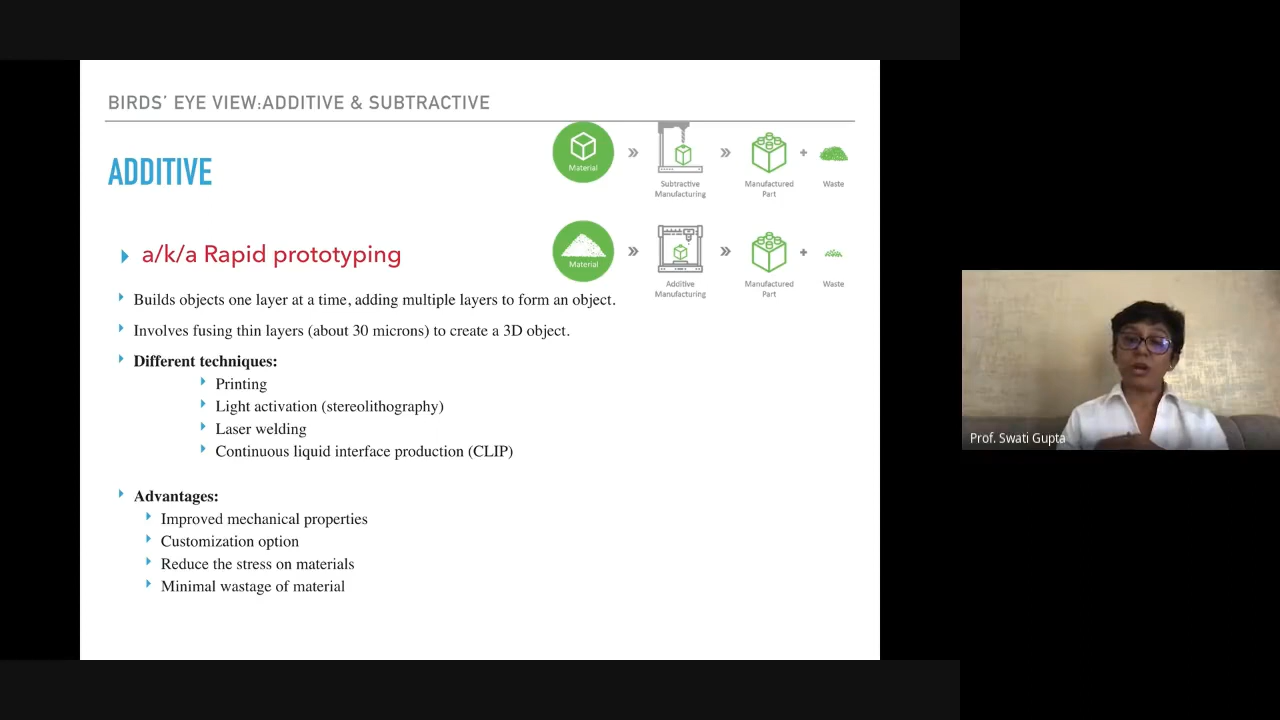 BIRDS' EYE VIEW:ADDITIVE & SUBTRACTIVE
ADDITIVE
Material
Subtractive
Manufacturing
Manufactured
Part
+
Waste
a/k/a Rapid prototyping
Material
Additive
Manufacturing
Manufactured
Part
+
Waste
Builds objects one layer at a time, adding multiple layers to form an object.
Involves fusing thin layers (about 30 microns) to create a 3D object.
Different techniques:
Printing
Light activation (stereolithography)
Laser welding
Continuous liquid interface production (CLIP)
Advantages:
Improved mechanical properties
Customization option
Reduce the stress on materials
Minimal wastage of material
Prof. Swati Gupta